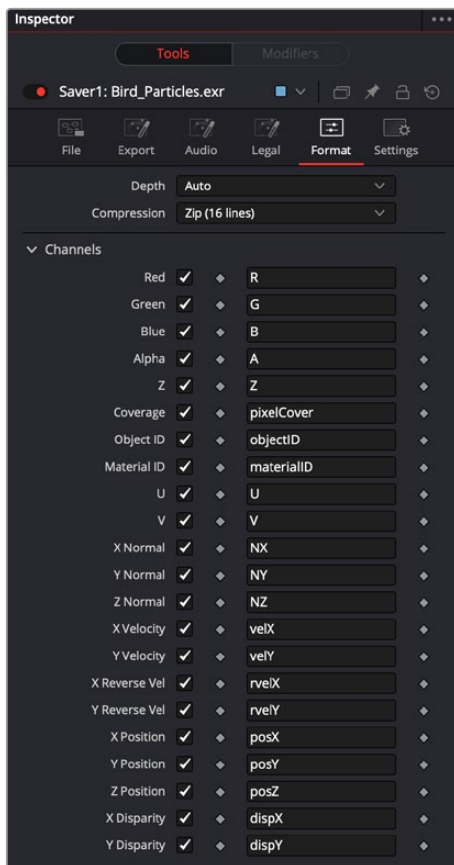 Inspector
Tools Modifiers
Saver1: Bird_Particles.exr
File Export Audio Legal Format Settings
Depth Auto
Compression Zip (16 lines)
Channels
Red R
Green G
Blue B
Alpha A
Z Z
Coverage pixelCover
Object ID objectID
Material ID materialID
U U
V V
X Normal NX
Y Normal NY
Z Normal NZ
X Velocity velX
Y Velocity velY
X Reverse Vel rvelX
Y Reverse Vel rvelY
X Position posX
Y Position posY
Z Position posZ
X Disparity dispX
Y Disparity dispY